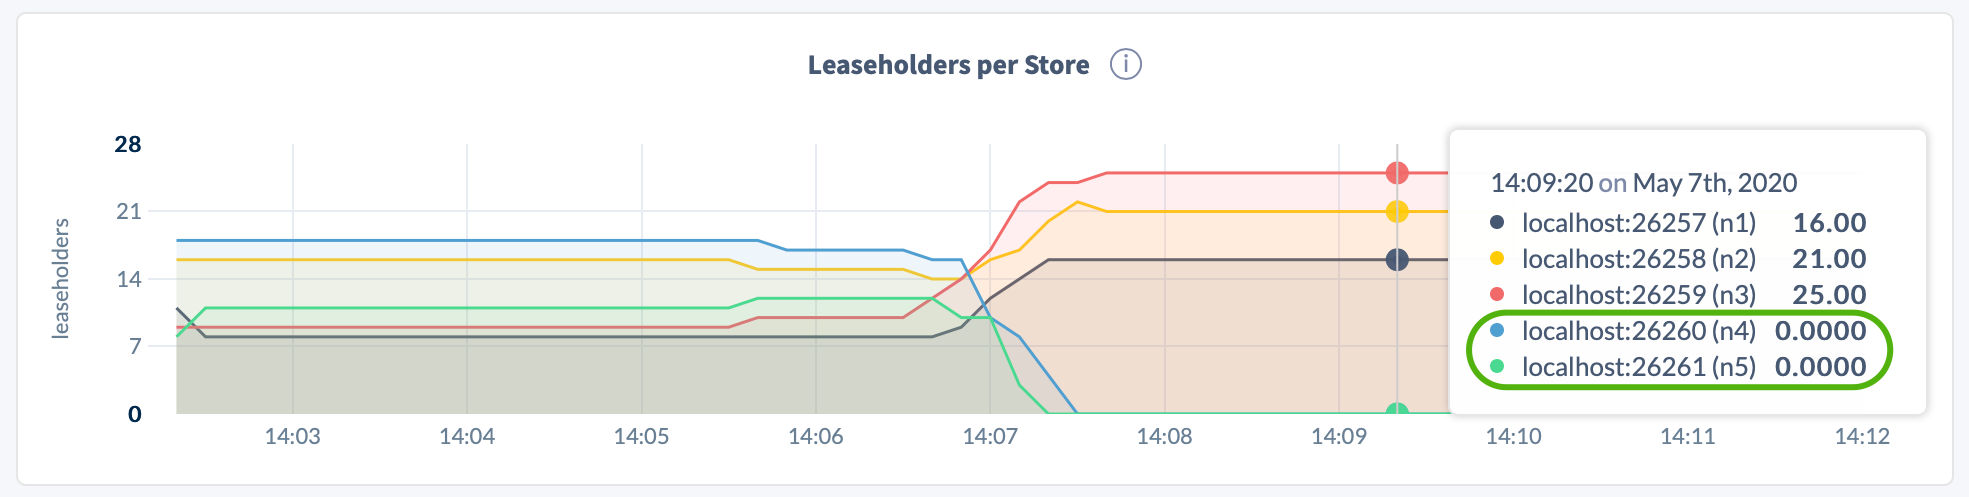 Leaseholders per Store i
leaseholders
28
21
14
7
0
14:03 14:04 14:05 14:06 14:07 14:08 14:09 14:10 14:11 14:12
14:09:20 on May 7th, 2020
localhost:26257 (n1) 16.00
localhost:26258 (n2) 21.00
localhost:26259 (n3) 25.00
localhost:26260 (n4) 0.0000
localhost:26261 (n5) 0.0000